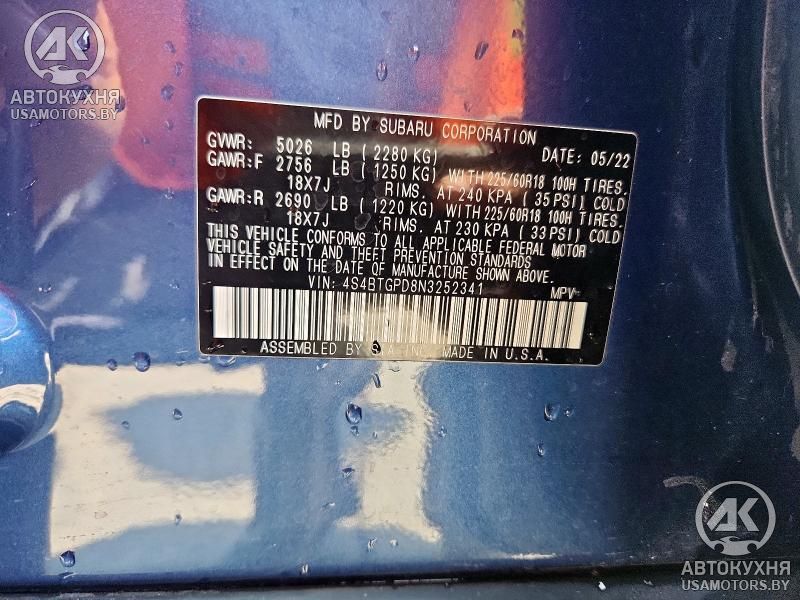 AK
АВТОКУХНЯ
USAMOTORS.BY
MFD BY SUBARU CORPORATION
GVWR: 5026 LB ( 2280 KG) DATE: 05/22
GAWR:F 2756 LB ( 1250 KG) WITH 225/60R18 100H TIRES.
18X7J RIMS. AT 240 KPA ( 35 PSI) COLD
GAWR:R 2690 LB ( 1220 KG) WITH 225/60R18 100H TIRES.
18X7J RIMS. AT 230 KPA ( 33 PSI) COLD
THIS VEHICLE CONFORMS TO ALL APPLICABLE FEDERAL MOTOR
VEHICLE SAFETY AND THEFT PREVENTION STANDARDS
IN EFFECT ON THE DATE OF MANUFACTURE SHOWN ABOVE.
VIN: 4S4BTGPD8N3252341 MPV
ASSEMBLED BY MADE IN U.S.A.
AK
АВТОКУХНЯ
USAMOTORS.BY